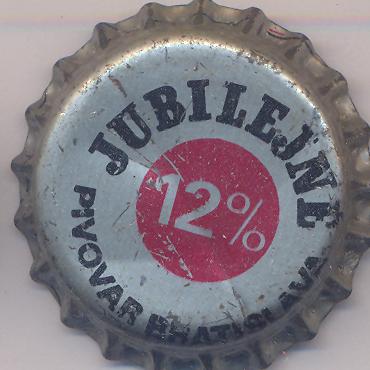 JUBILEJNÉ
12%
PIVOVAR BRATISLAVA